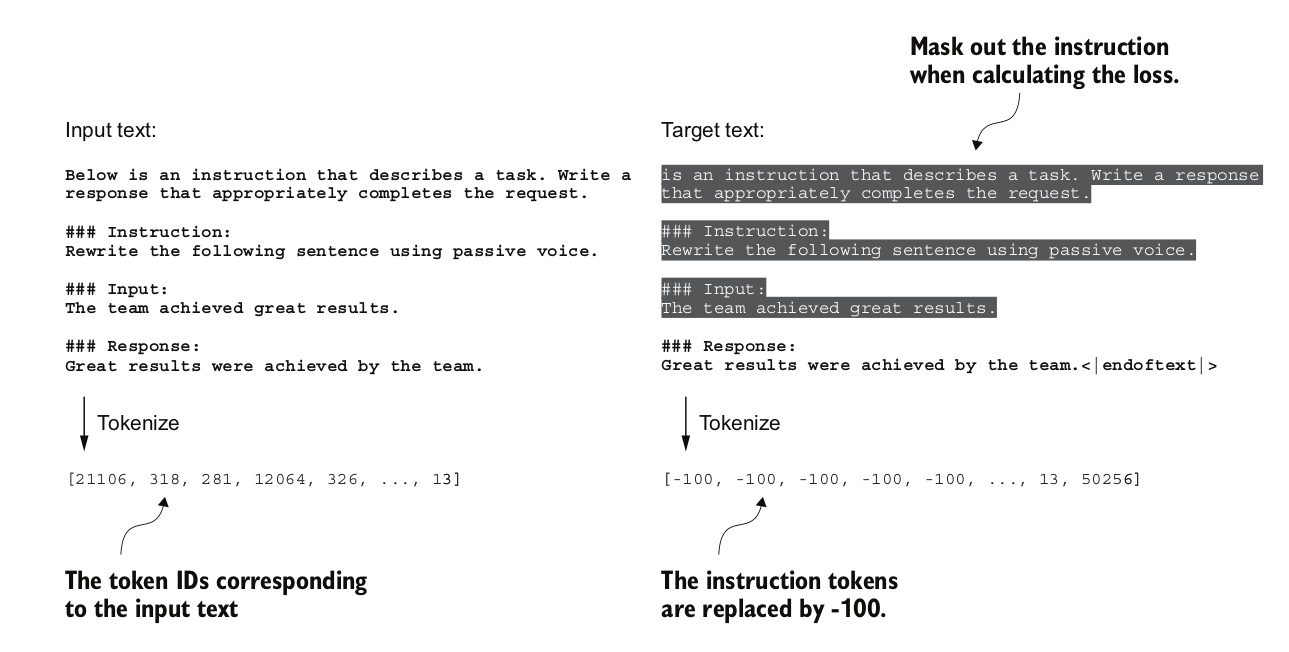 Mask out the instruction
when calculating the loss.
Input text:
Below is an instruction that describes a task. Write a
response that appropriately completes the request.
### Instruction:
Rewrite the following sentence using passive voice.
### Input:
The team achieved great results.
### Response:
Great results were achieved by the team.
Tokenize
[21106, 318, 281, 12064, 326, ..., 13]
The token IDs corresponding
to the input text
Target text:
is an instruction that describes a task. Write a response
that appropriately completes the request.
### Instruction:
Rewrite the following sentence using passive voice.
### Input:
The team achieved great results.
### Response:
Great results were achieved by the team.<|endoftext|>
Tokenize
[-100, -100, -100, -100, -100, ..., 13, 50256]
The instruction tokens
are replaced by -100.